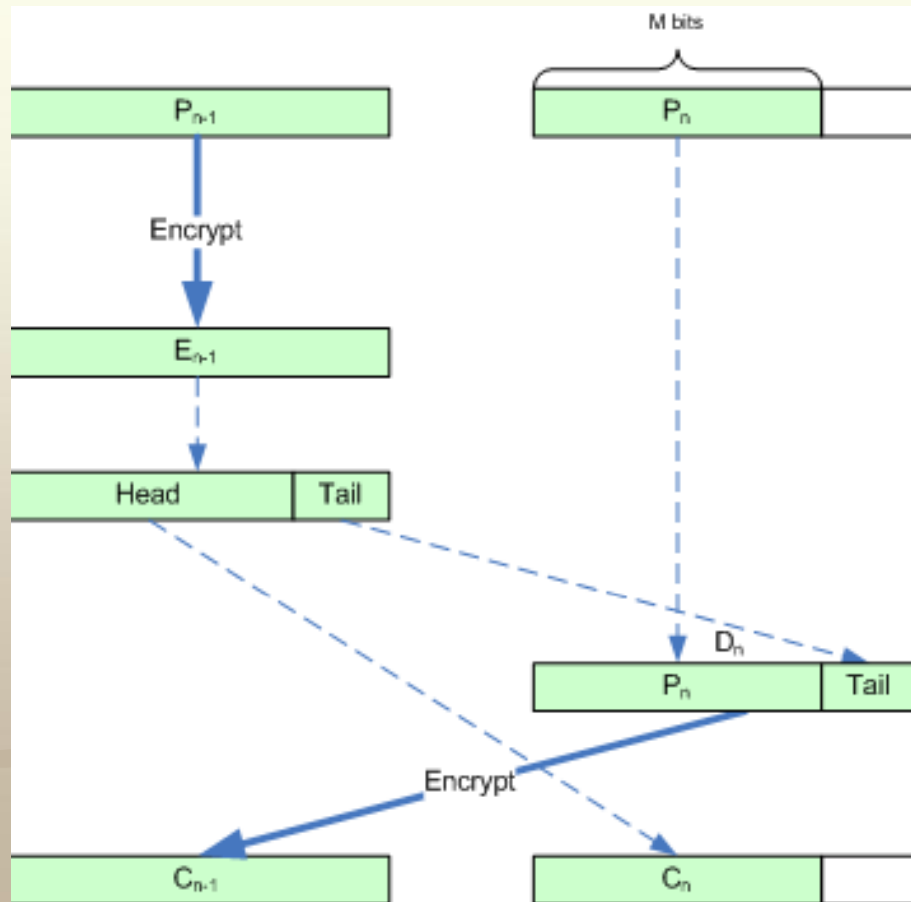 M bits
Pn-1
Pn
Encrypt
En-1
Head
Tail
Dn
Pn
Tail
Encrypt
Cn-1
Cn